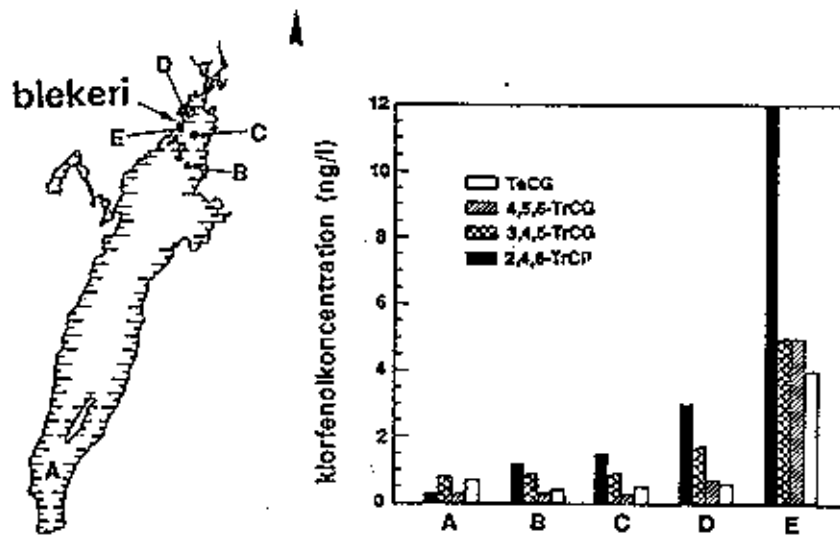 D
blekeri
E
C
B
A
klorfenolkoncentration (ng/l)
12
10
8
6
4
2
0
TeCG
4,5,6-TrCG
3,4,5-TrCG
2,4,6-TrCP
A B C D E